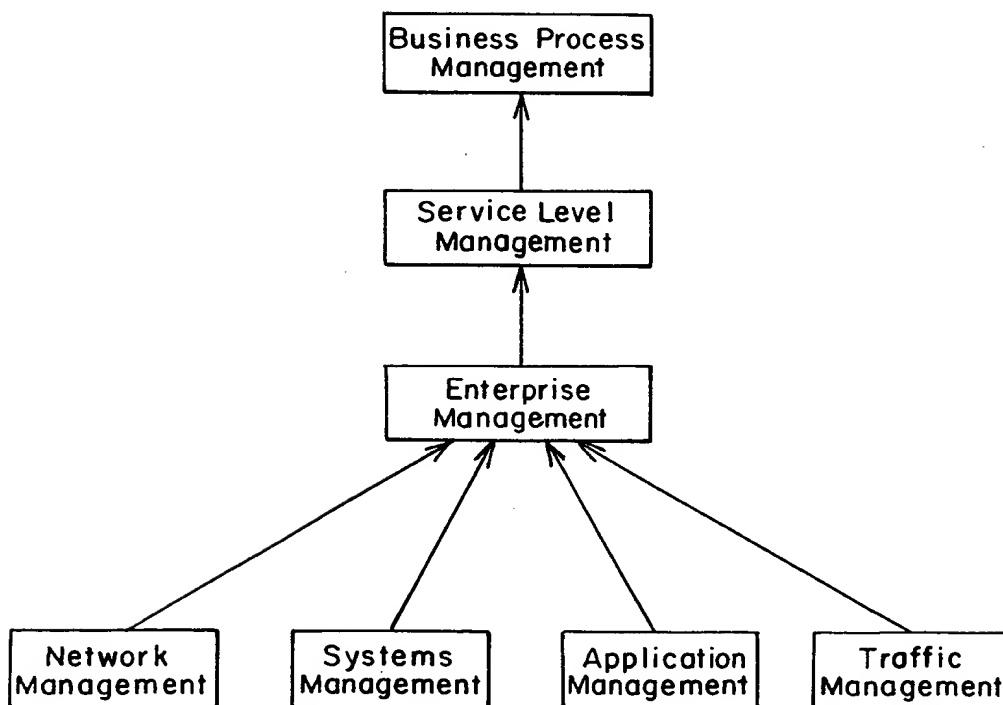 Business Process
Management
Service Level
Management
Enterprise
Management
Network
Management
Systems
Management
Application
Management
Traffic
Management